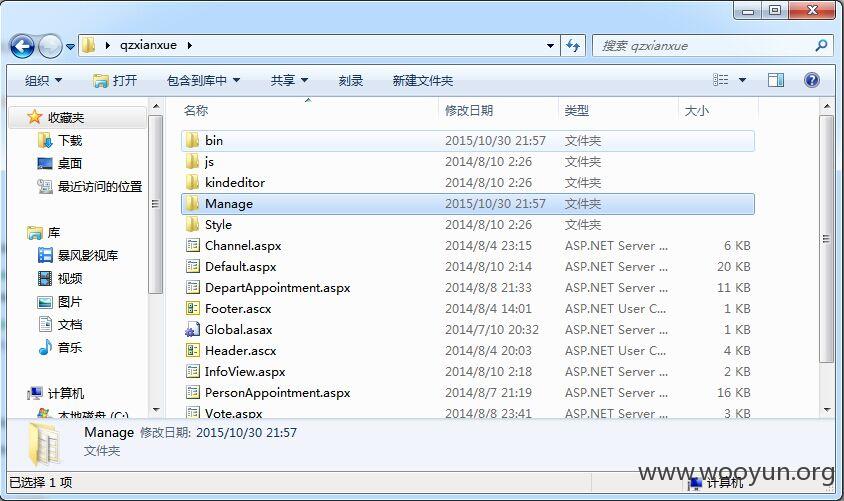 qzxianxue
搜索 qzxianxue
组织 打开 包含到库中 共享 刻录 新建文件夹
收藏夹
下载
桌面
最近访问的位置
库
暴风影视库
视频
图片
文档
音乐
计算机
本地磁盘 (C:)
名称 修改日期 类型 大小
bin 2015/10/30 21:57 文件夹
js 2014/8/10 2:26 文件夹
kindeditor 2014/8/10 2:26 文件夹
Manage 2015/10/30 21:57 文件夹
Style 2014/8/10 2:26 文件夹
Channel.aspx 2014/8/4 23:15 ASP.NET Server ... 6 KB
Default.aspx 2014/8/10 2:14 ASP.NET Server ... 20 KB
DepartAppointment.aspx 2014/8/8 21:33 ASP.NET Server ... 11 KB
Footer.ascx 2014/8/4 14:01 ASP.NET User C... 1 KB
Global.asax 2014/7/10 20:32 ASP.NET Server ... 1 KB
Header.ascx 2014/8/4 20:03 ASP.NET User C... 4 KB
InfoView.aspx 2014/8/10 2:18 ASP.NET Server ... 2 KB
PersonAppointment.aspx 2014/8/7 21:19 ASP.NET Server ... 16 KB
Vote.aspx 2014/8/8 23:41 ASP.NET Server ... 3 KB
Manage 修改日期: 2015/10/30 21:57
文件夹
已选择 1 项
计算机
www.wooyun.org